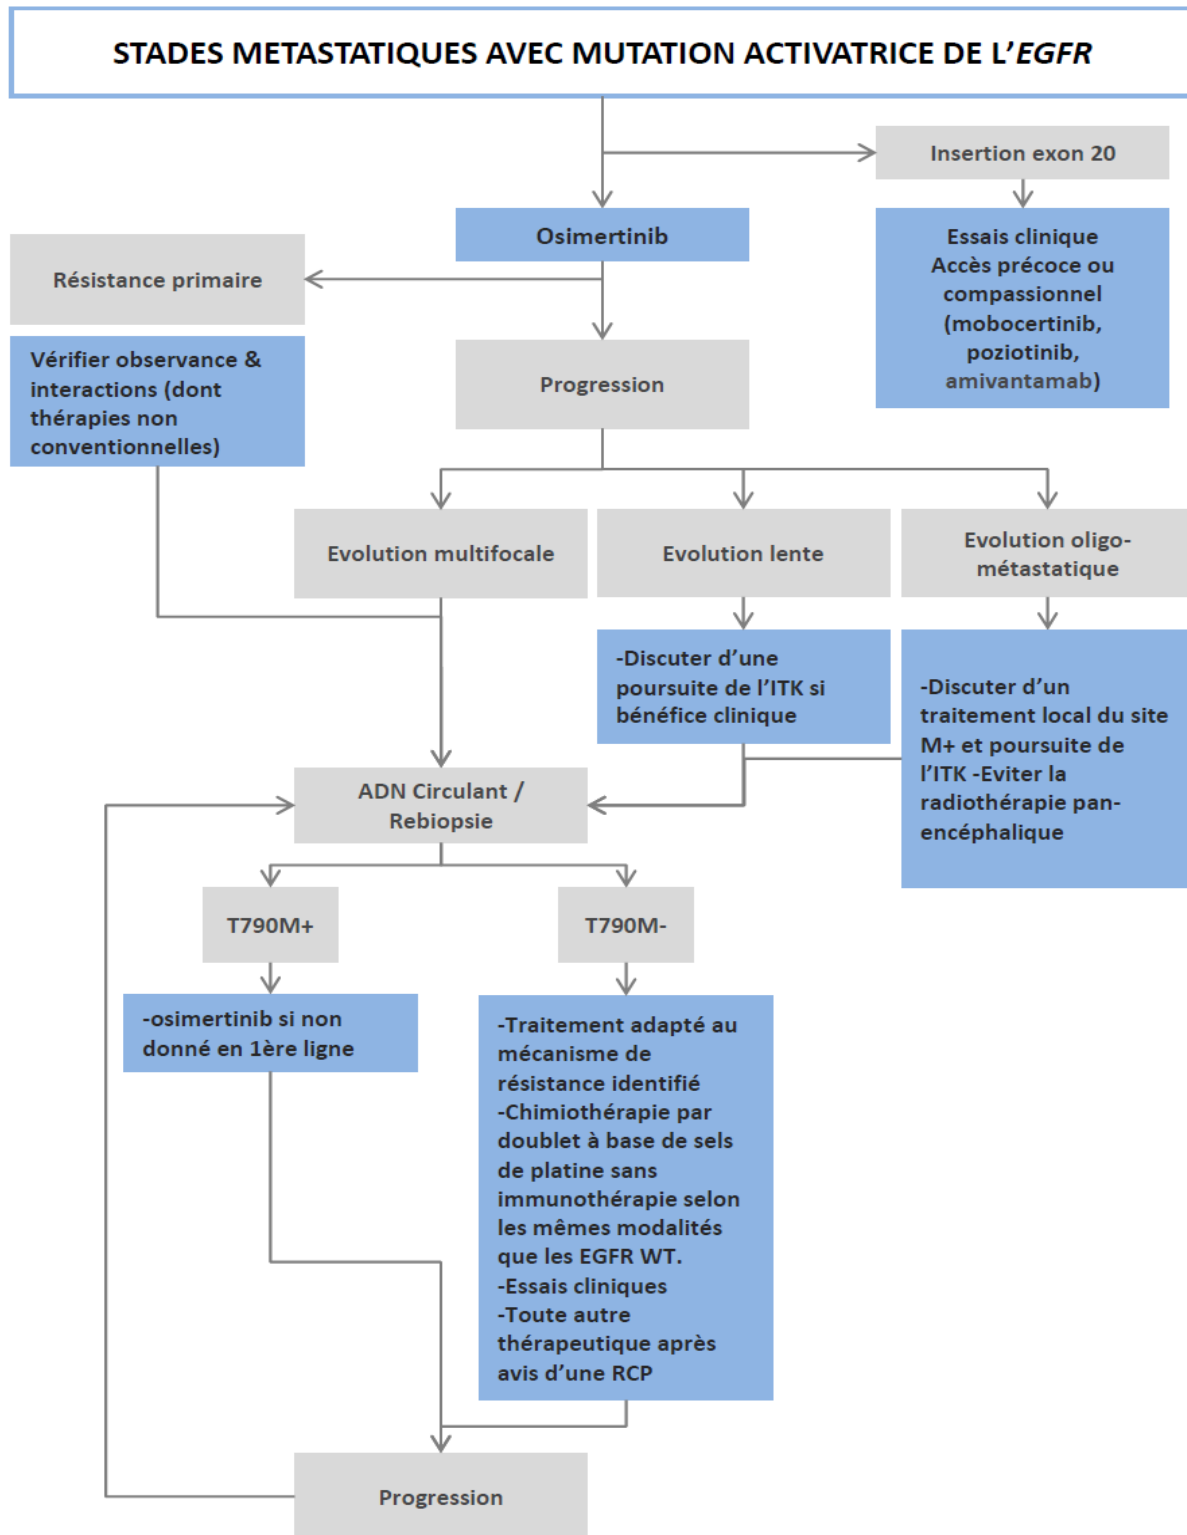 STADES METASTATIQUES AVEC MUTATION ACTIVATRICE DE L’EGFR
Insertion exon 20
Osimertinib
Essais clinique
Accès précoce ou
compassionnel
(mobocertinib,
poziotinib,
amivantamab)
Résistance primaire
Vérifier observance &
interactions (dont
thérapies non
conventionnelles)
Progression
Evolution multifocale
Evolution lente
Evolution oligo-
métastatique
-Discuter d’une
poursuite de l’ITK si
bénéfice clinique
-Discuter d’un
traitement local du site
M+ et poursuite de
l’ITK -Eviter la
radiothérapie pan-
encéphalique
ADN Circulant /
Rebiopsie
T790M+
T790M-
-osimertinib si non
donné en 1ère ligne
-Traitement adapté au
mécanisme de
résistance identifié
-Chimiothérapie par
doublet à base de sels
de platine sans
immunothérapie selon
les mêmes modalités
que les EGFR WT.
-Essais cliniques
-Toute autre
thérapeutique après
avis d’une RCP
Progression